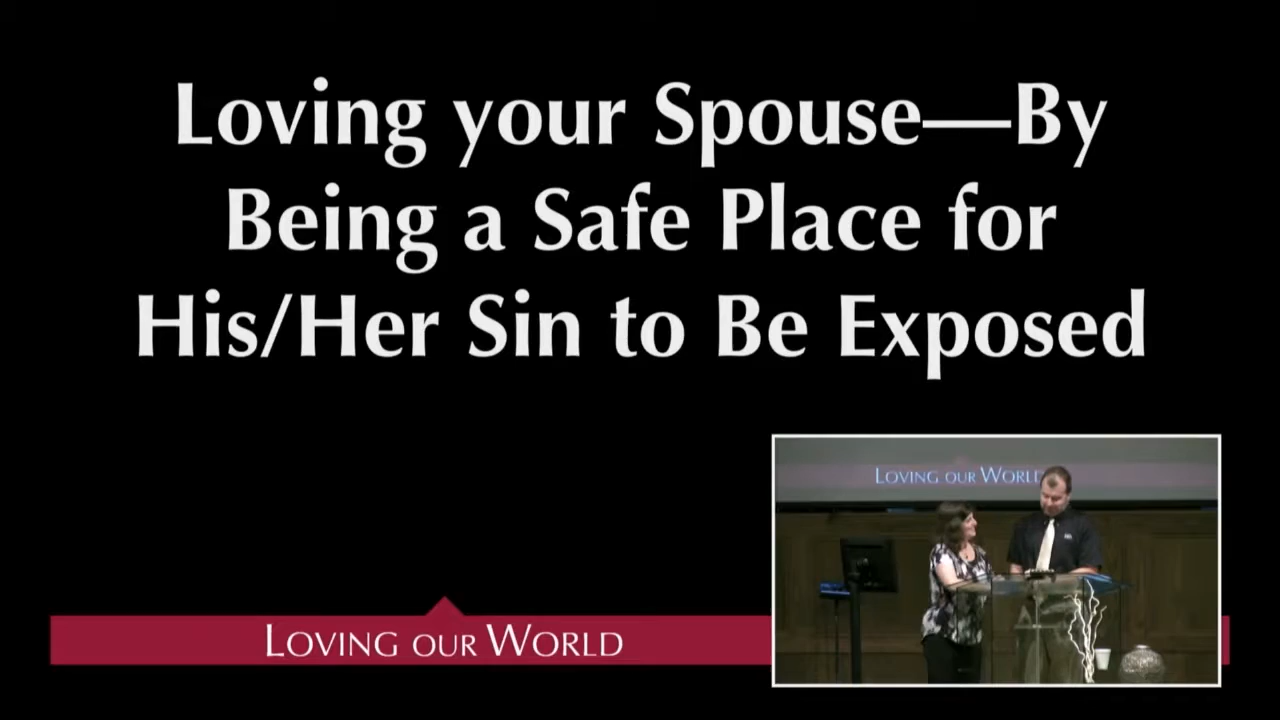 Loving your Spouse—By
Being a Safe Place for
His/Her Sin to Be Exposed
LOVING OUR WORLD
LOVING OUR WORLD